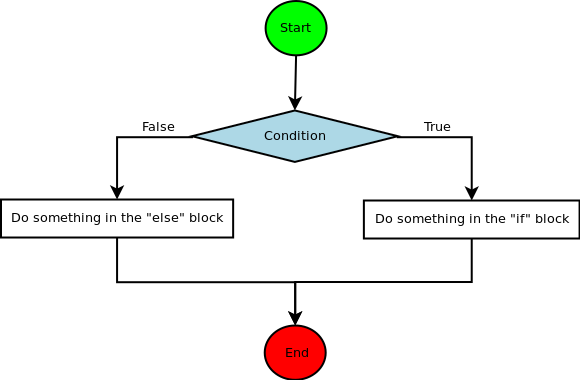 Start
False
True
Condition
Do something in the "else" block
Do something in the "if" block
End